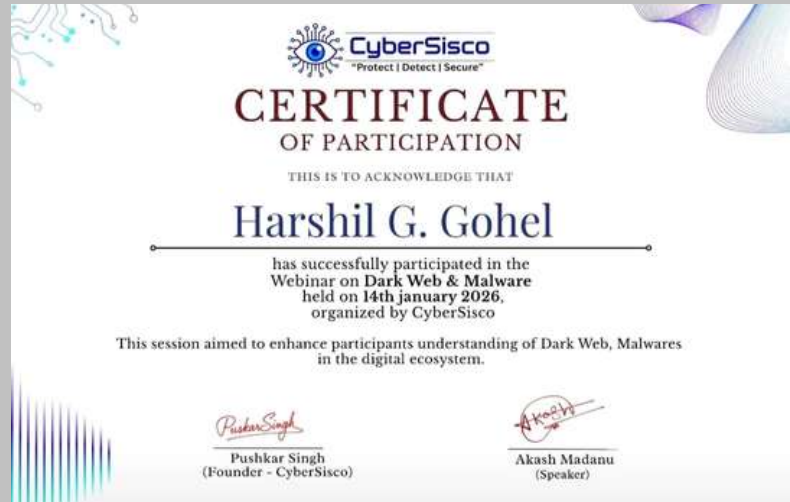 CyberSisco
"Protect | Detect | Secure"
CERTIFICATE
OF PARTICIPATION
THIS IS TO ACKNOWLEDGE THAT
Harshil G. Gohel
has successfully participated in the
Webinar on Dark Web & Malware
held on 14th january 2026,
organized by CyberSisco
This session aimed to enhance participants understanding of Dark Web, Malwares
in the digital ecosystem.
PuskarSingh
Akash
Pushkar Singh
(Founder - CyberSisco)
Akash Madanu
(Speaker)